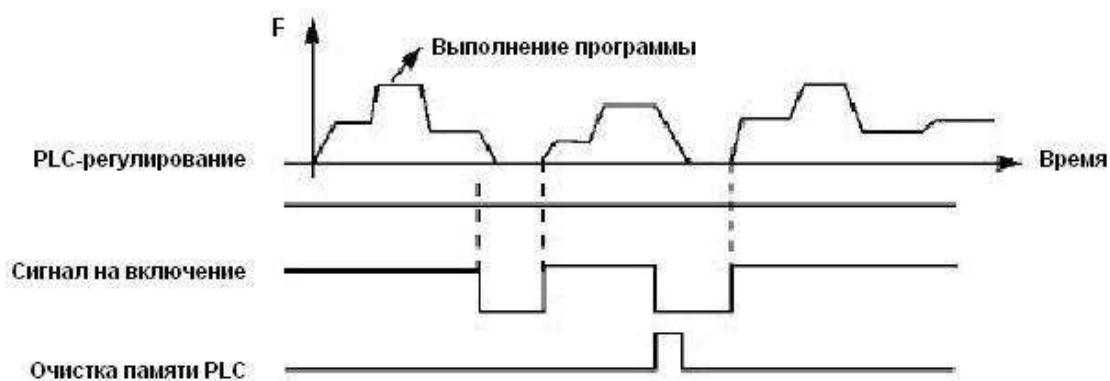 F
Выполнение программы
PLC-регулирование
Время
Сигнал на включение
Очистка памяти PLC